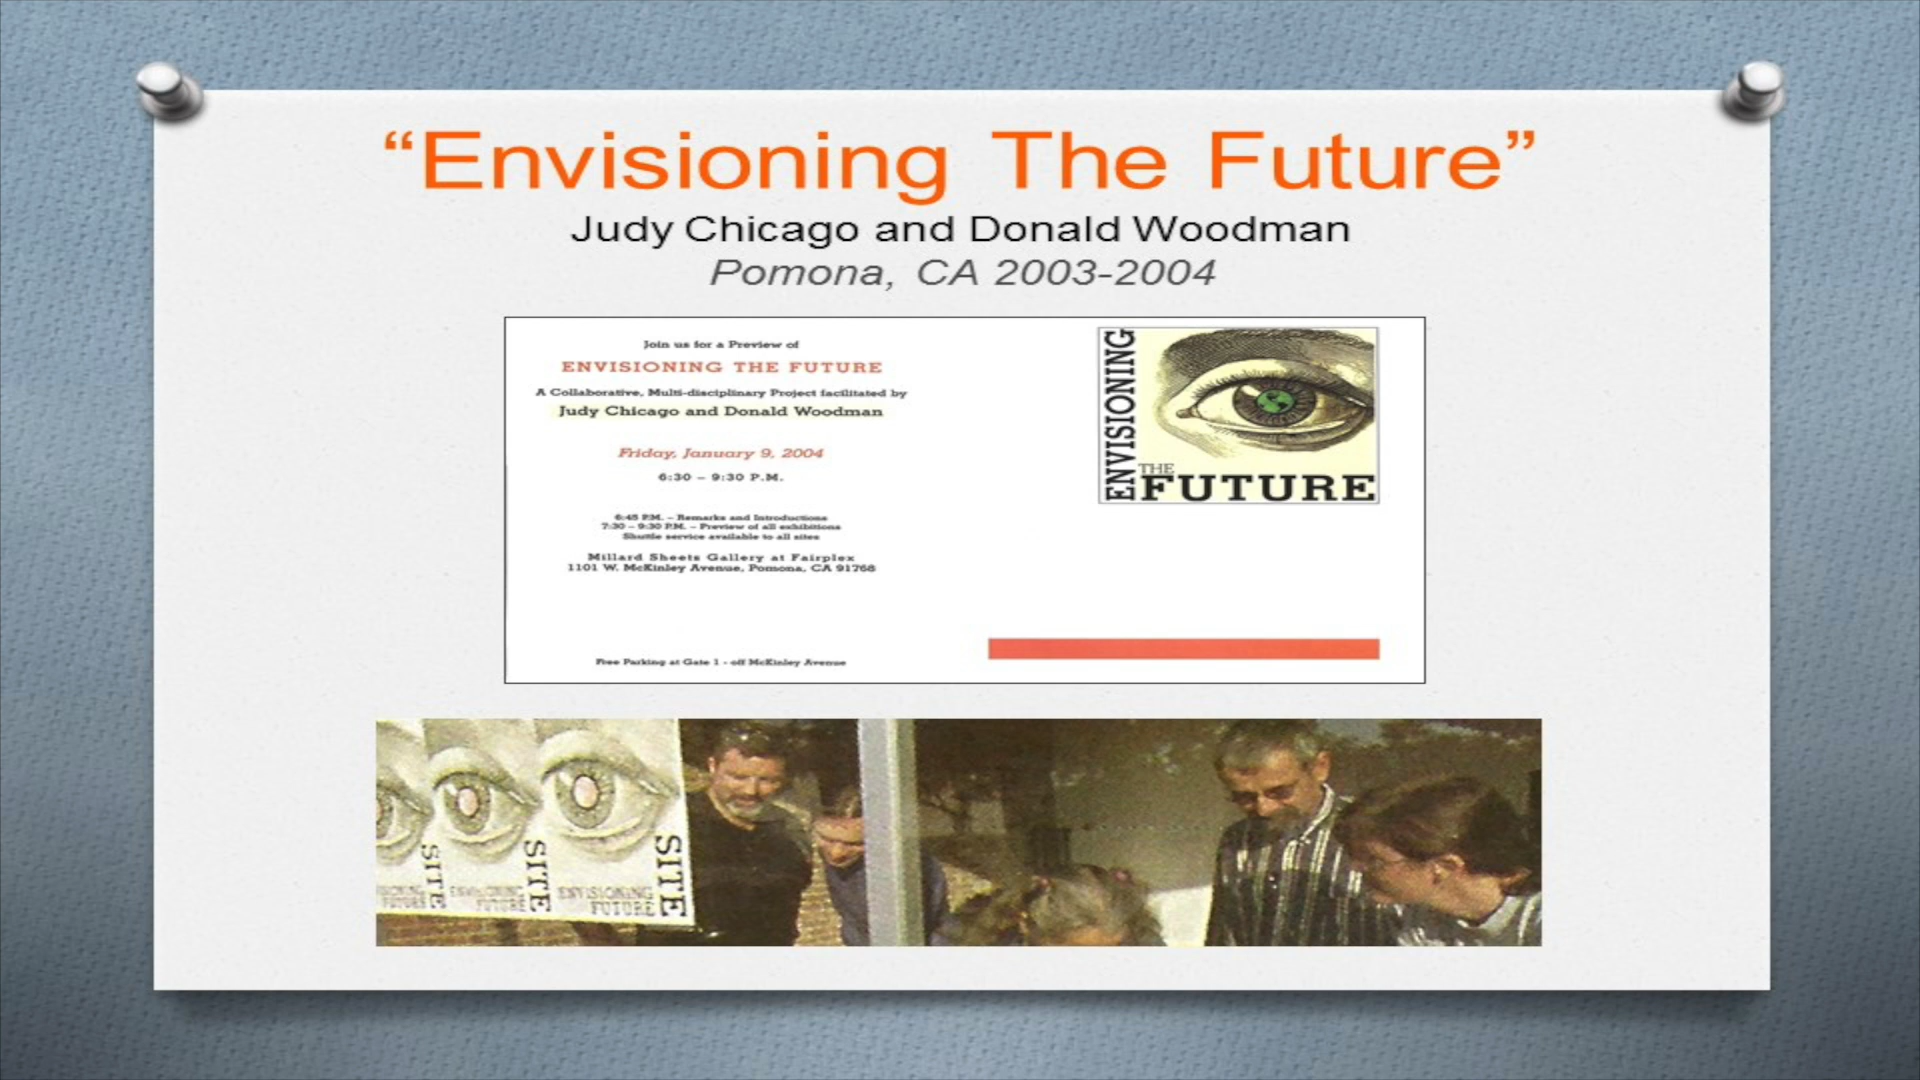 “Envisioning The Future”
Judy Chicago and Donald Woodman
Pomona, CA 2003-2004
Join us for a Preview of
ENVISIONING THE FUTURE
A Collaborative, Multi-disciplinary Project facilitated by
Judy Chicago and Donald Woodman
Friday, January 9, 2004
6:30 – 9:30 P.M.
6:45 P.M. – Remarks and Introductions
7:30 – 9:30 P.M. – Preview of all exhibitions
Shuttle service available to all sites
Millard Sheets Gallery at Fairplex
1101 W. McKinley Avenue, Pomona, CA 91768
Free Parking at Gate 1 - off McKinley Avenue
ENVISIONING
THE
FUTURE
SITE
ENVISIONING
FUTURE
SITE
ENVISIONING
FUTURE
SITE